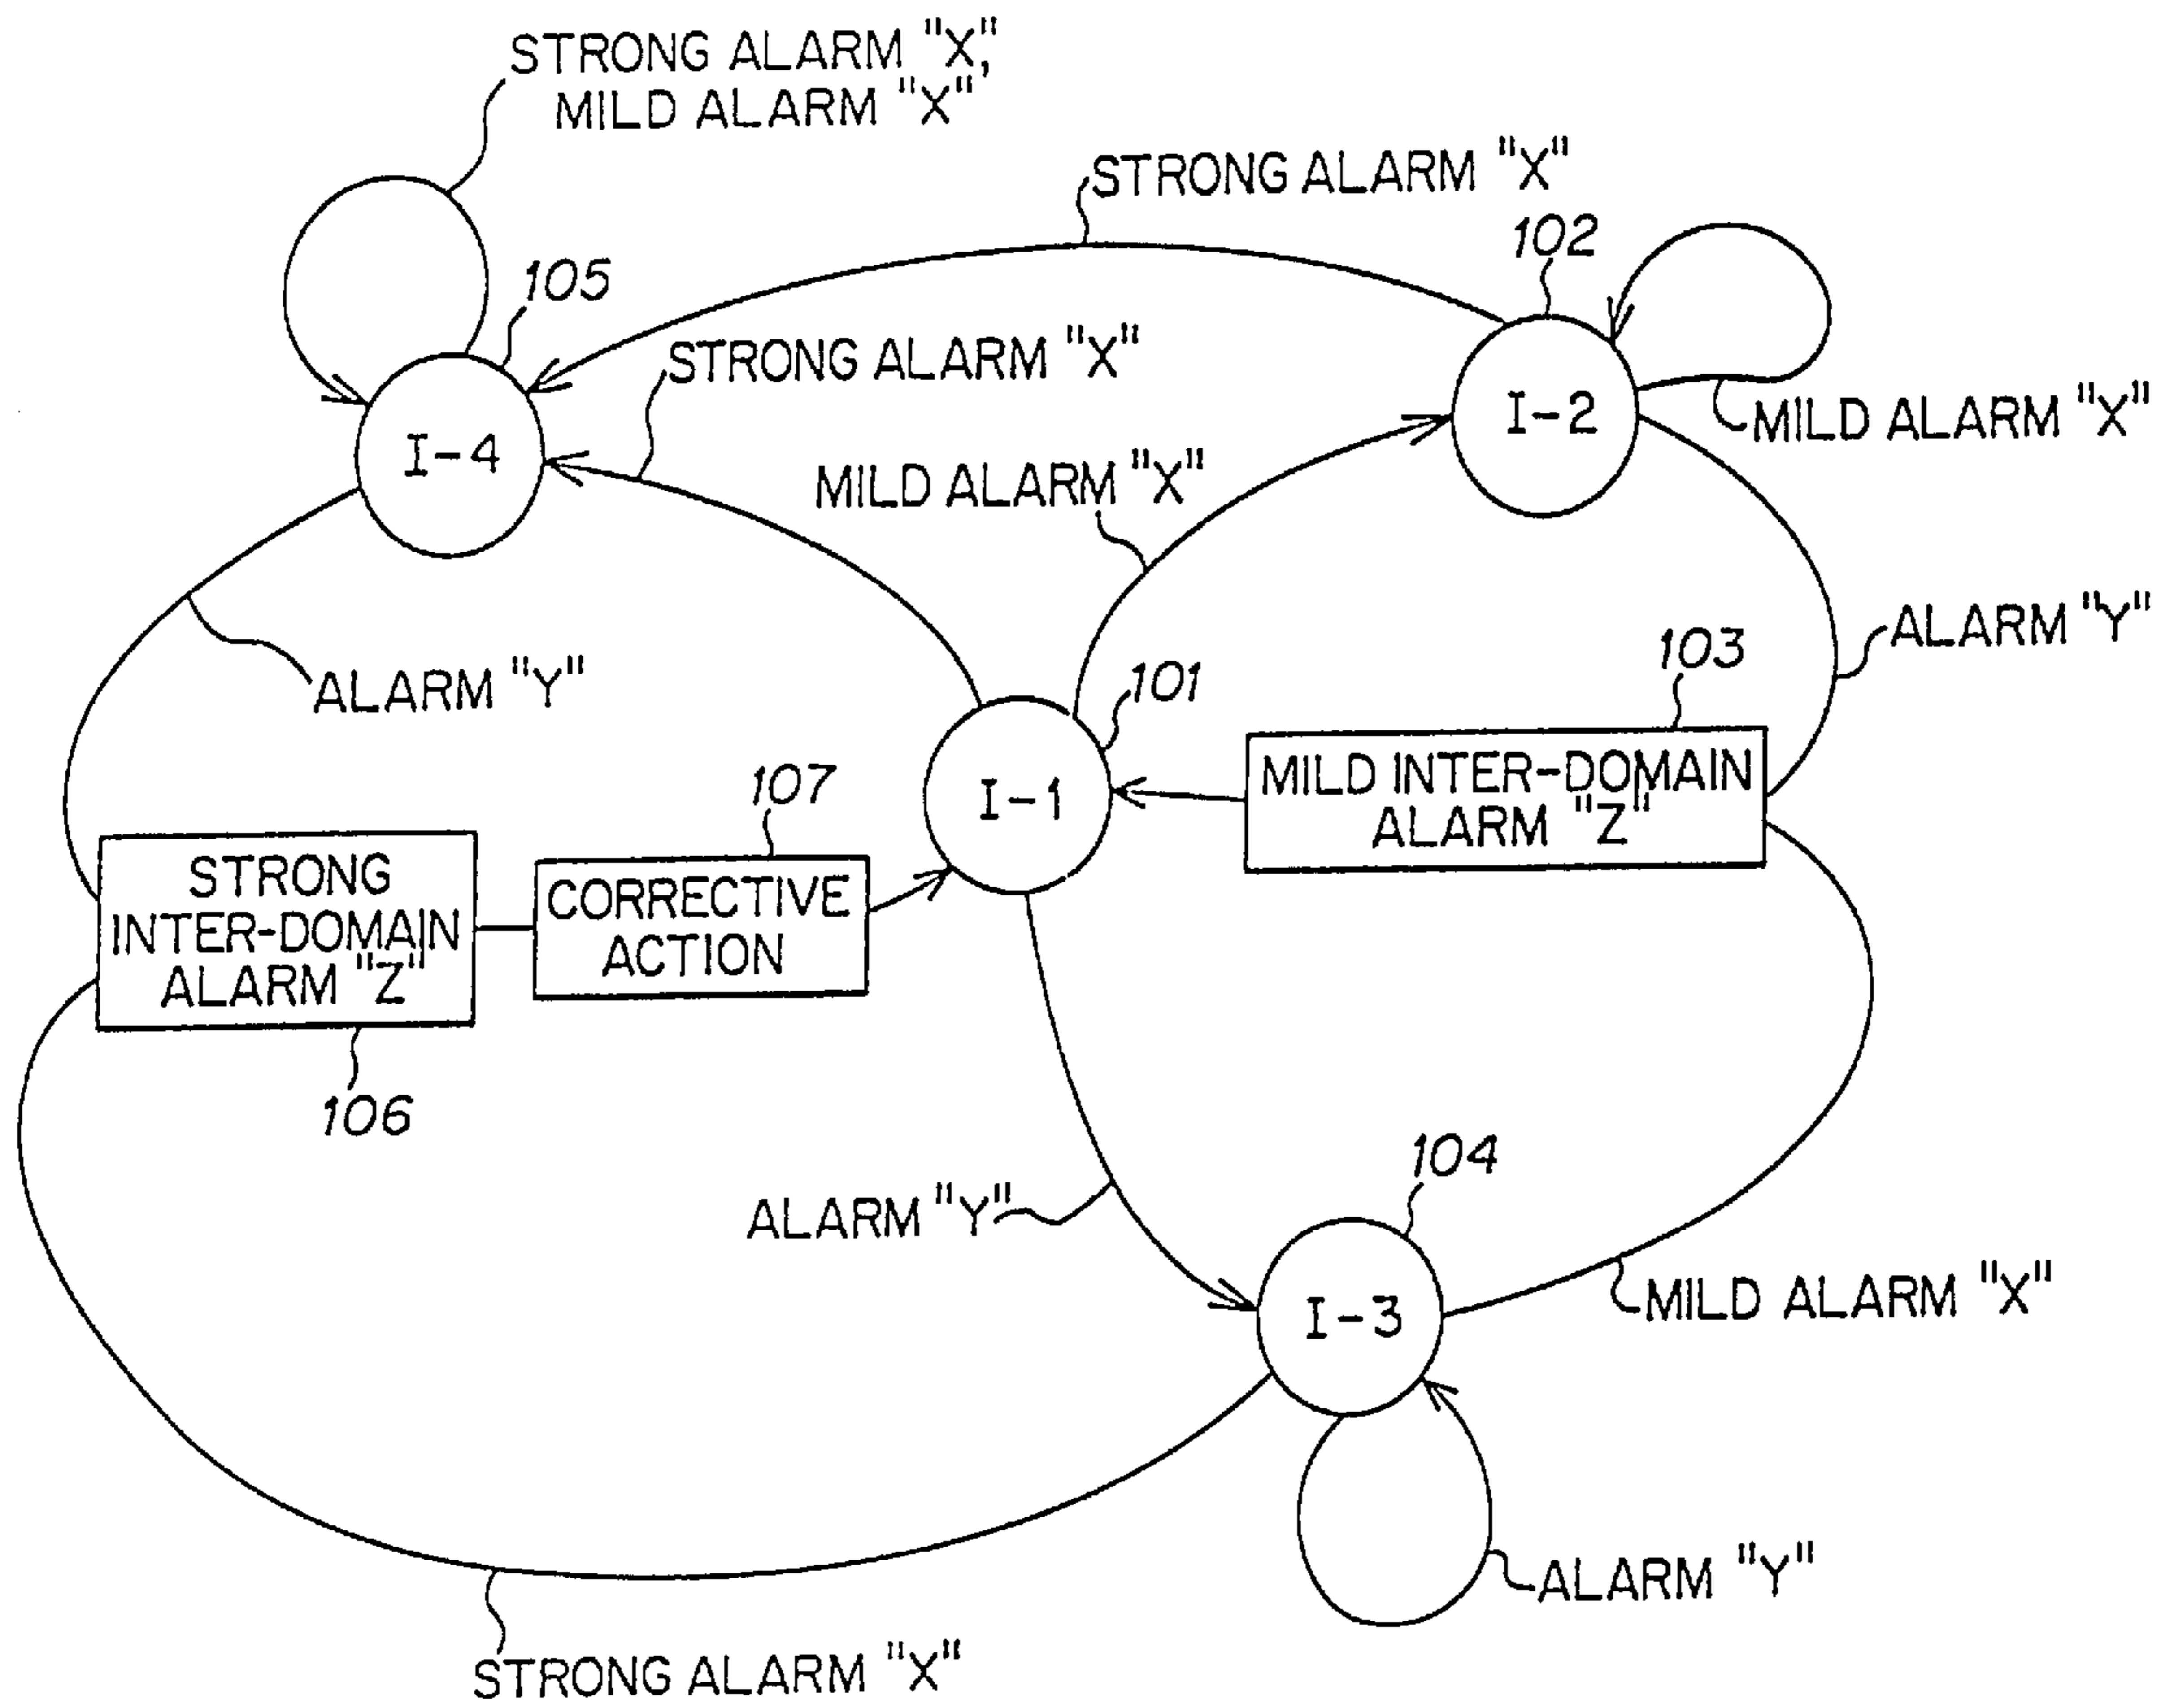 STRONG ALARM "X",
MILD ALARM "X"
STRONG ALARM "X"
102
105
STRONG ALARM "X"
I-2
MILD ALARM "X"
I-4
MILD ALARM "X"
ALARM "Y"
103
ALARM "Y"
101
MILD INTER-DOMAIN
ALARM "Z"
I-1
107
STRONG
INTER-DOMAIN
ALARM "Z"
CORRECTIVE
ACTION
106
104
ALARM "Y"
I-3
MILD ALARM "X"
ALARM "Y"
STRONG ALARM "X"